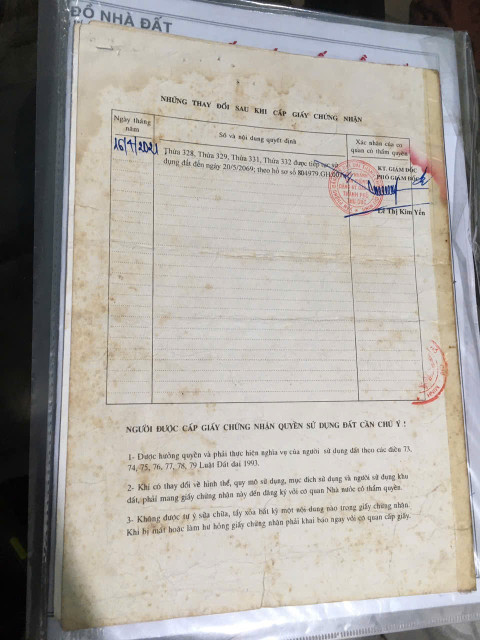 ĐỒ NHÀ ĐẤT
NHỮNG THAY ĐỔI SAU KHI CẤP GIẤY CHỨNG NHẬN
Ngày tháng
năm
Số và nội dung quyết định
Xác nhận của cơ
quan có thẩm quyền
16/4/2021
Thửa 328, Thửa 329, Thửa 331, Thửa 332 được tiếp tục sử
dụng đất đến ngày 20/5/2069; theo hồ sơ số 804979.GH.007
KT. GIÁM ĐỐC
PHÓ GIÁM ĐỐC
Lê Thị Kim Yến
NGƯỜI ĐƯỢC CẤP GIẤY CHỨNG NHẬN QUYỀN SỬ DỤNG ĐẤT CẦN CHÚ Ý !
1- Được hưởng quyền và phải thực hiện nghĩa vụ của người sử dụng đất theo các điều 73,
74, 75, 76, 77, 78, 79 Luật Đất đai 1993.
2- Khi có thay đổi về hình thể, quy mô sử dụng, mục đích sử dụng và người sử dụng khu
đất, phải mang giấy chứng nhận này đến đăng ký với cơ quan Nhà nước có thẩm quyền.
3- Không được tự ý sửa chữa, tẩy xóa bất kỳ một nội dung nào trong giấy chứng nhận.
Khi bị mất hoặc làm hư hỏng giấy chứng nhận phải khai báo ngay với cơ quan cấp giấy.